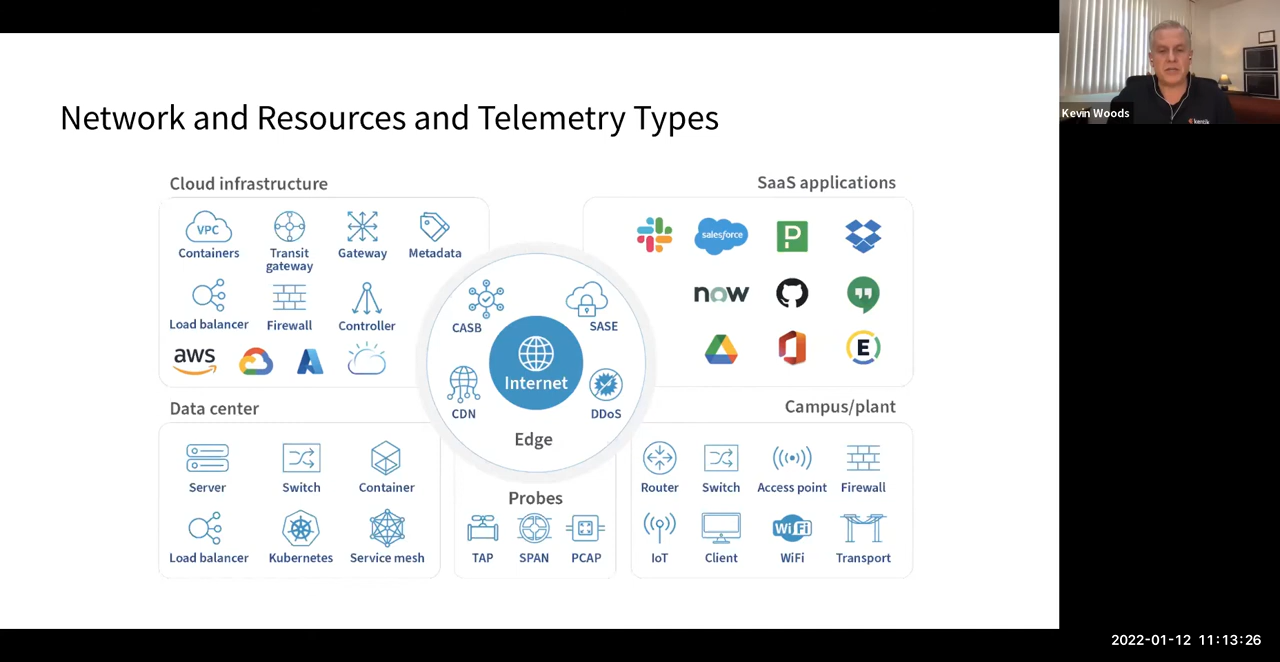 Network and Resources and Telemetry Types
Kevin Woods
kentik
Cloud infrastructure
VPC
Containers
Transit
gateway
Gateway
Metadata
Load balancer
Firewall
Controller
aws
SaaS applications
salesforce
P
now
E
CASB
SASE
Internet
CDN
DDoS
Edge
Data center
Server
Switch
Container
Load balancer
Kubernetes
Service mesh
Probes
TAP
SPAN
PCAP
Campus/plant
Router
Switch
Access point
Firewall
IoT
Client
WiFi
WiFi
Transport
2022-01-12 11:13:26